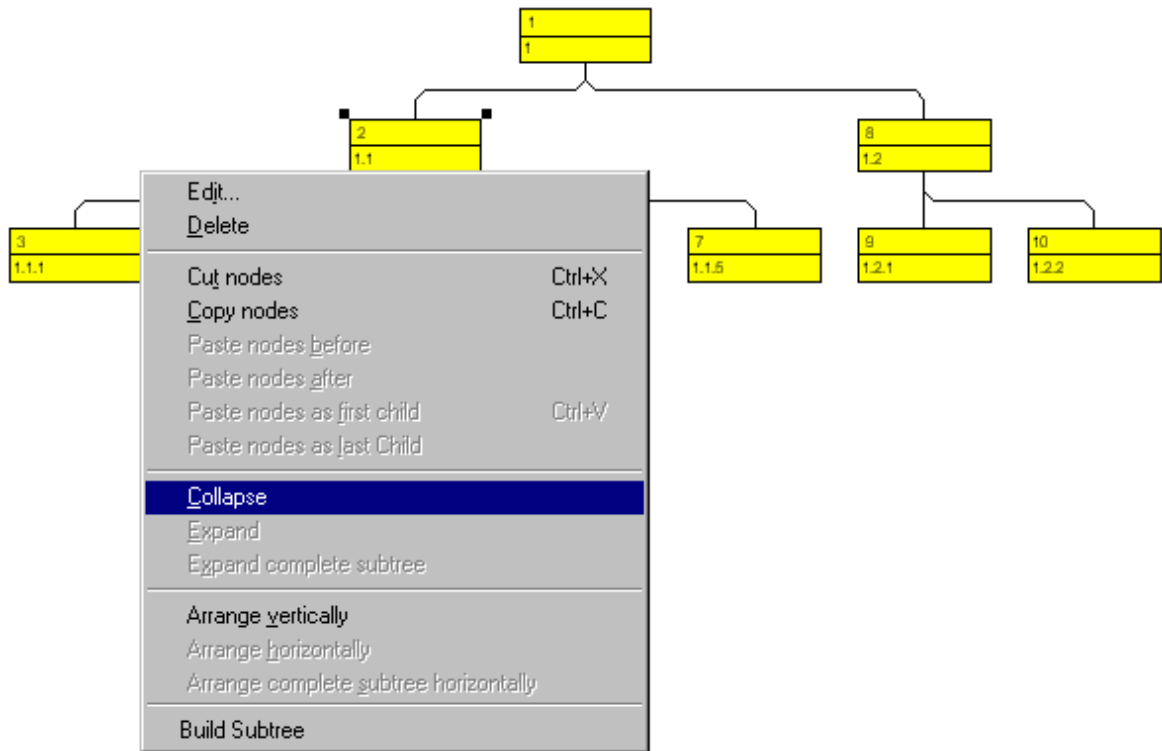 1
1
2
1.1
8
1.2
3
1.1.1
7
1.1.5
9
1.2.1
10
1.2.2
Edit...
Delete
Cut nodes Ctrl+X
Copy nodes Ctrl+C
Paste nodes before
Paste nodes after
Paste nodes as first child Ctrl+V
Paste nodes as last Child
Collapse
Expand
Expand complete subtree
Arrange vertically
Arrange horizontally
Arrange complete subtree horizontally
Build Subtree